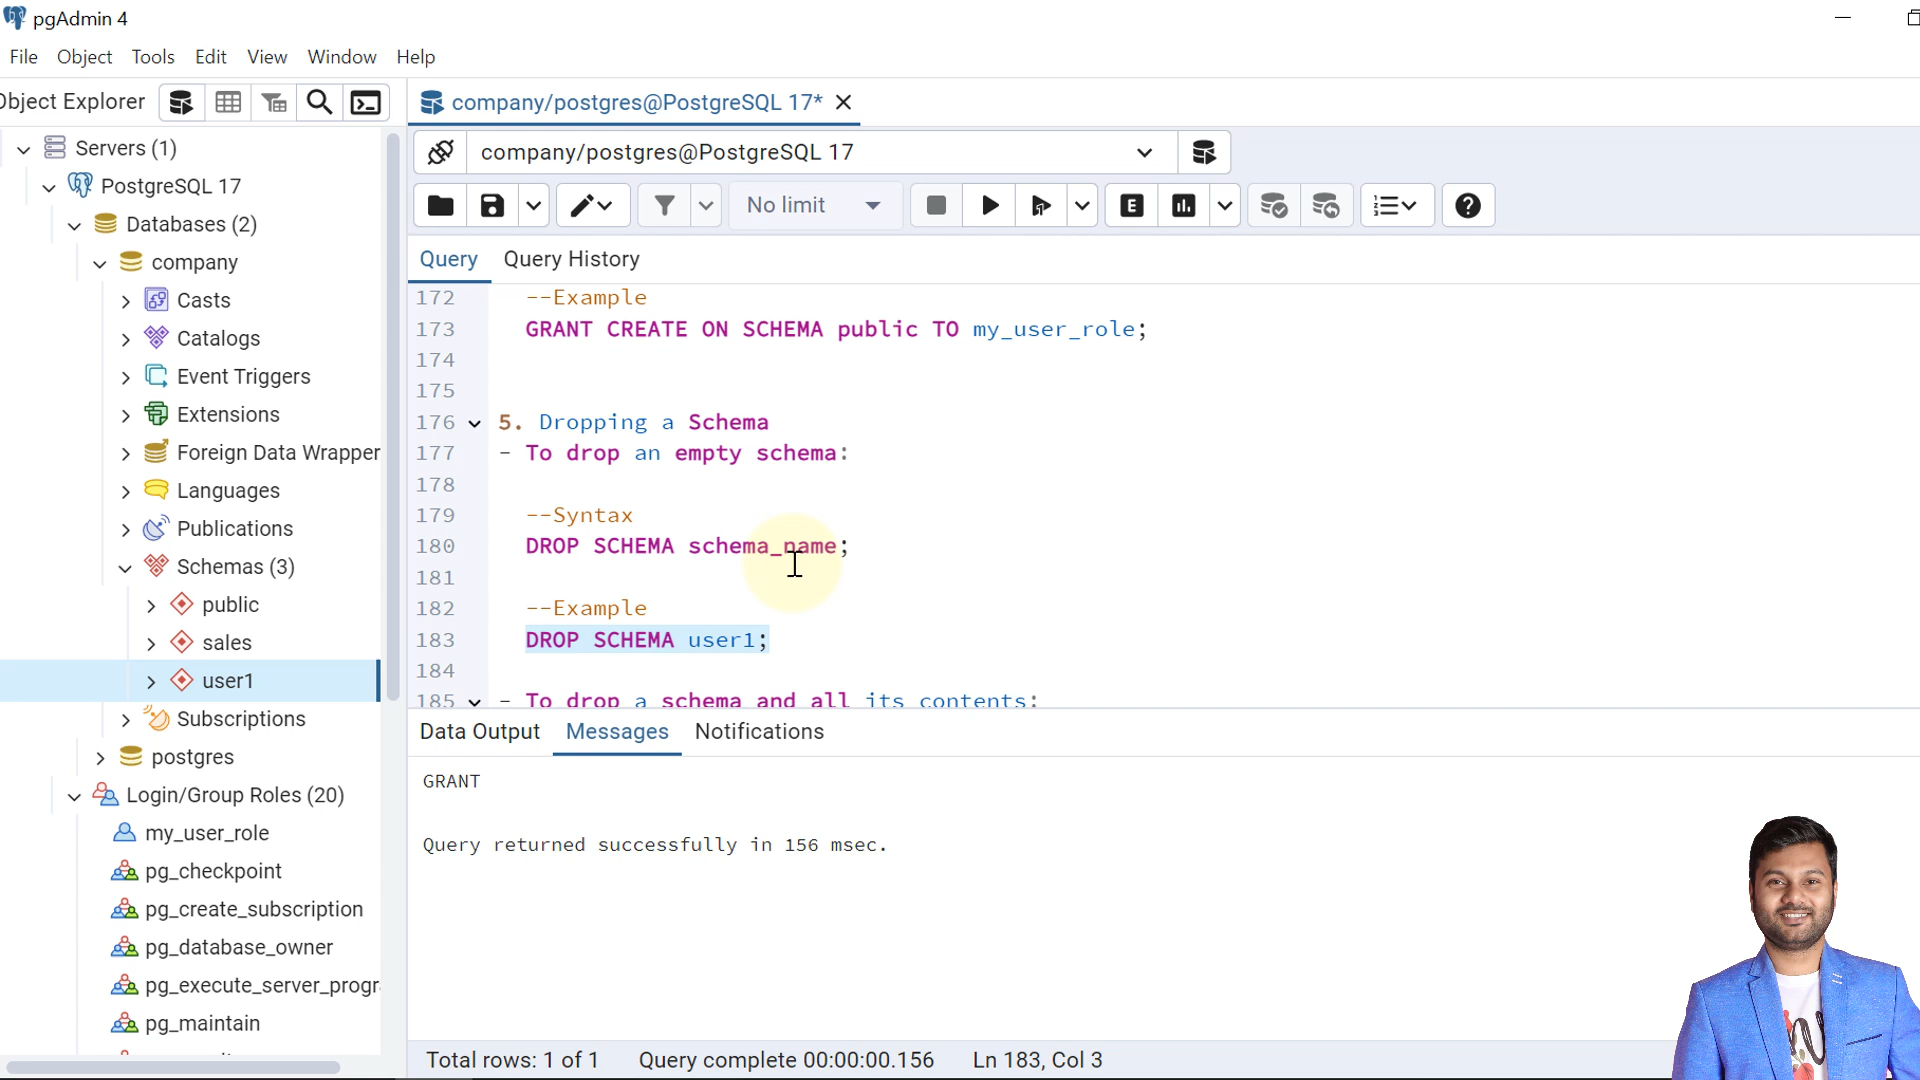 pgAdmin 4
File Object Tools Edit View Window Help
Object Explorer
company/postgres@PostgreSQL 17*
Servers (1)
company/postgres@PostgreSQL 17
PostgreSQL 17
No limit
Databases (2)
Query Query History
company
Casts
Catalogs
Event Triggers
Extensions
Foreign Data Wrapper
Languages
Publications
Schemas (3)
public
sales
user1
Subscriptions
postgres
Login/Group Roles (20)
my_user_role
pg_checkpoint
pg_create_subscription
pg_database_owner
pg_execute_server_progr
pg_maintain
172 --Example
173 GRANT CREATE ON SCHEMA public TO my_user_role;
174
175
176 5. Dropping a Schema
177 - To drop an empty schema:
178
179 --Syntax
180 DROP SCHEMA schema_name;
181
182 --Example
183 DROP SCHEMA user1;
184
185 - To drop a schema and all its contents:
Data Output Messages Notifications
GRANT
Query returned successfully in 156 msec.
Total rows: 1 of 1 Query complete 00:00:00.156 Ln 183, Col 3